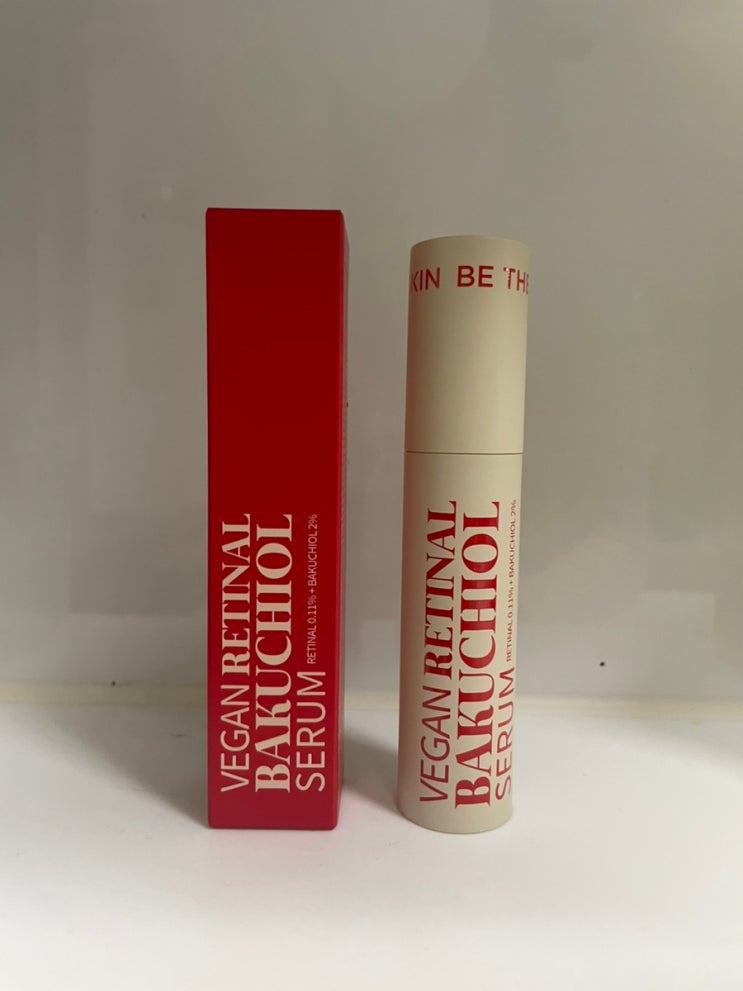 VEGAN RETINAL
BAKUCHIOL
SERUM RETINAL 0.11% + BAKUCHIOL 2%
KIN BE THE
VEGAN RETINAL
BAKUCHIOL
SERUM RETINAL 0.11% + BAKUCHIOL 2%